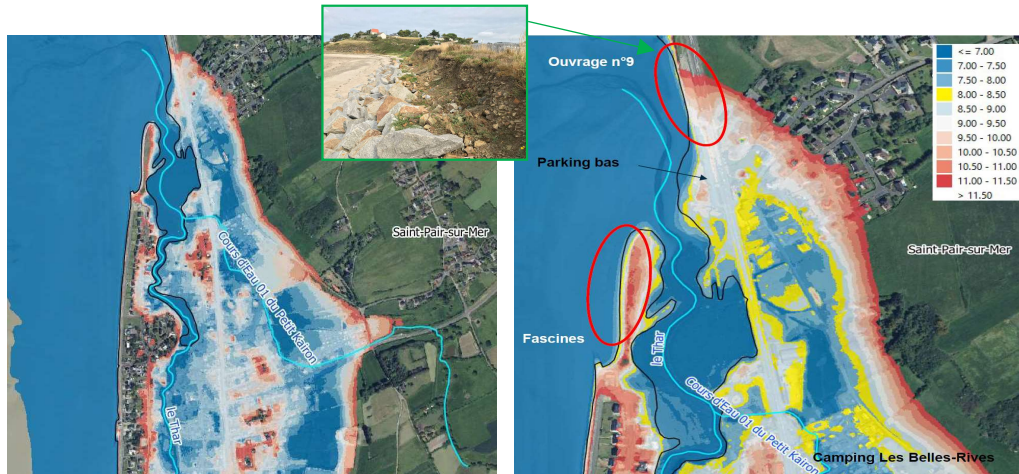 Saint-Pair-sur-Mer
Cours d'Eau 01 du Petit Kairon
le Thar
Ouvrage n°9
Parking bas
Fascines
le Thar
Cours d'Eau 01 du Petit Kairon
Saint-Pair-sur-Mer
Camping Les Belles-Rives
<= 7.00
7.00 - 7.50
7.50 - 8.00
8.00 - 8.50
8.50 - 9.00
9.00 - 9.50
9.50 - 10.00
10.00 - 10.50
10.50 - 11.00
11.00 - 11.50
> 11.50